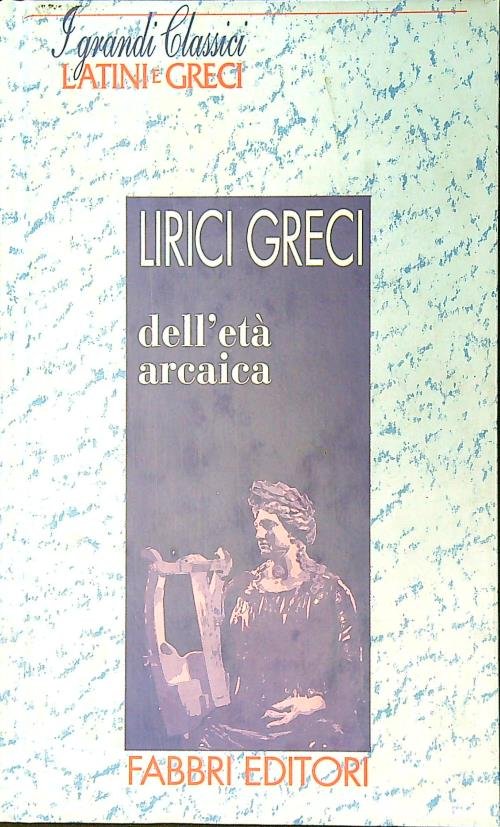 I grandi Classici
LATINI E GRECI
LIRICI GRECI
dell'età
arcaica
FABBRI EDITORI